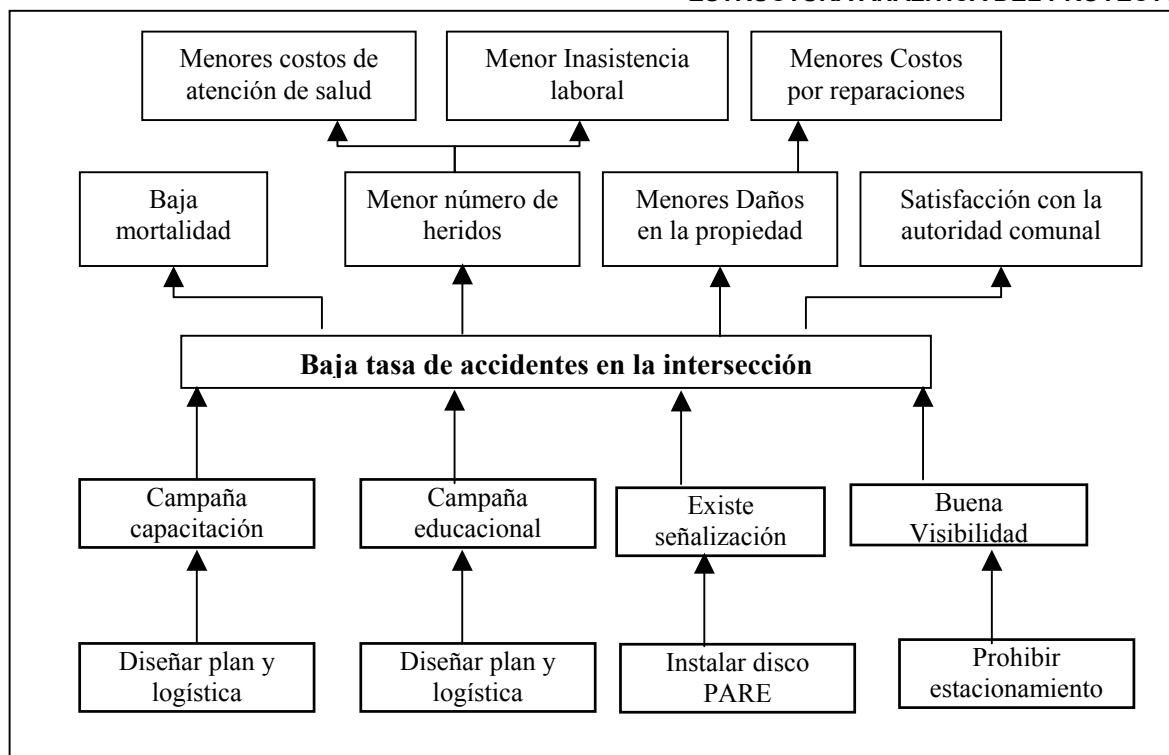 Menores costos de
atención de salud
Menor Inasistencia
laboral
Menores Costos
por reparaciones
Baja
mortalidad
Menor número de
heridos
Menores Daños
en la propiedad
Satisfacción con la
autoridad comunal
Baja tasa de accidentes en la intersección
Campaña
capacitación
Campaña
educacional
Existe
señalización
Buena
Visibilidad
Diseñar plan y
logística
Diseñar plan y
logística
Instalar disco
PARE
Prohibir
estacionamiento